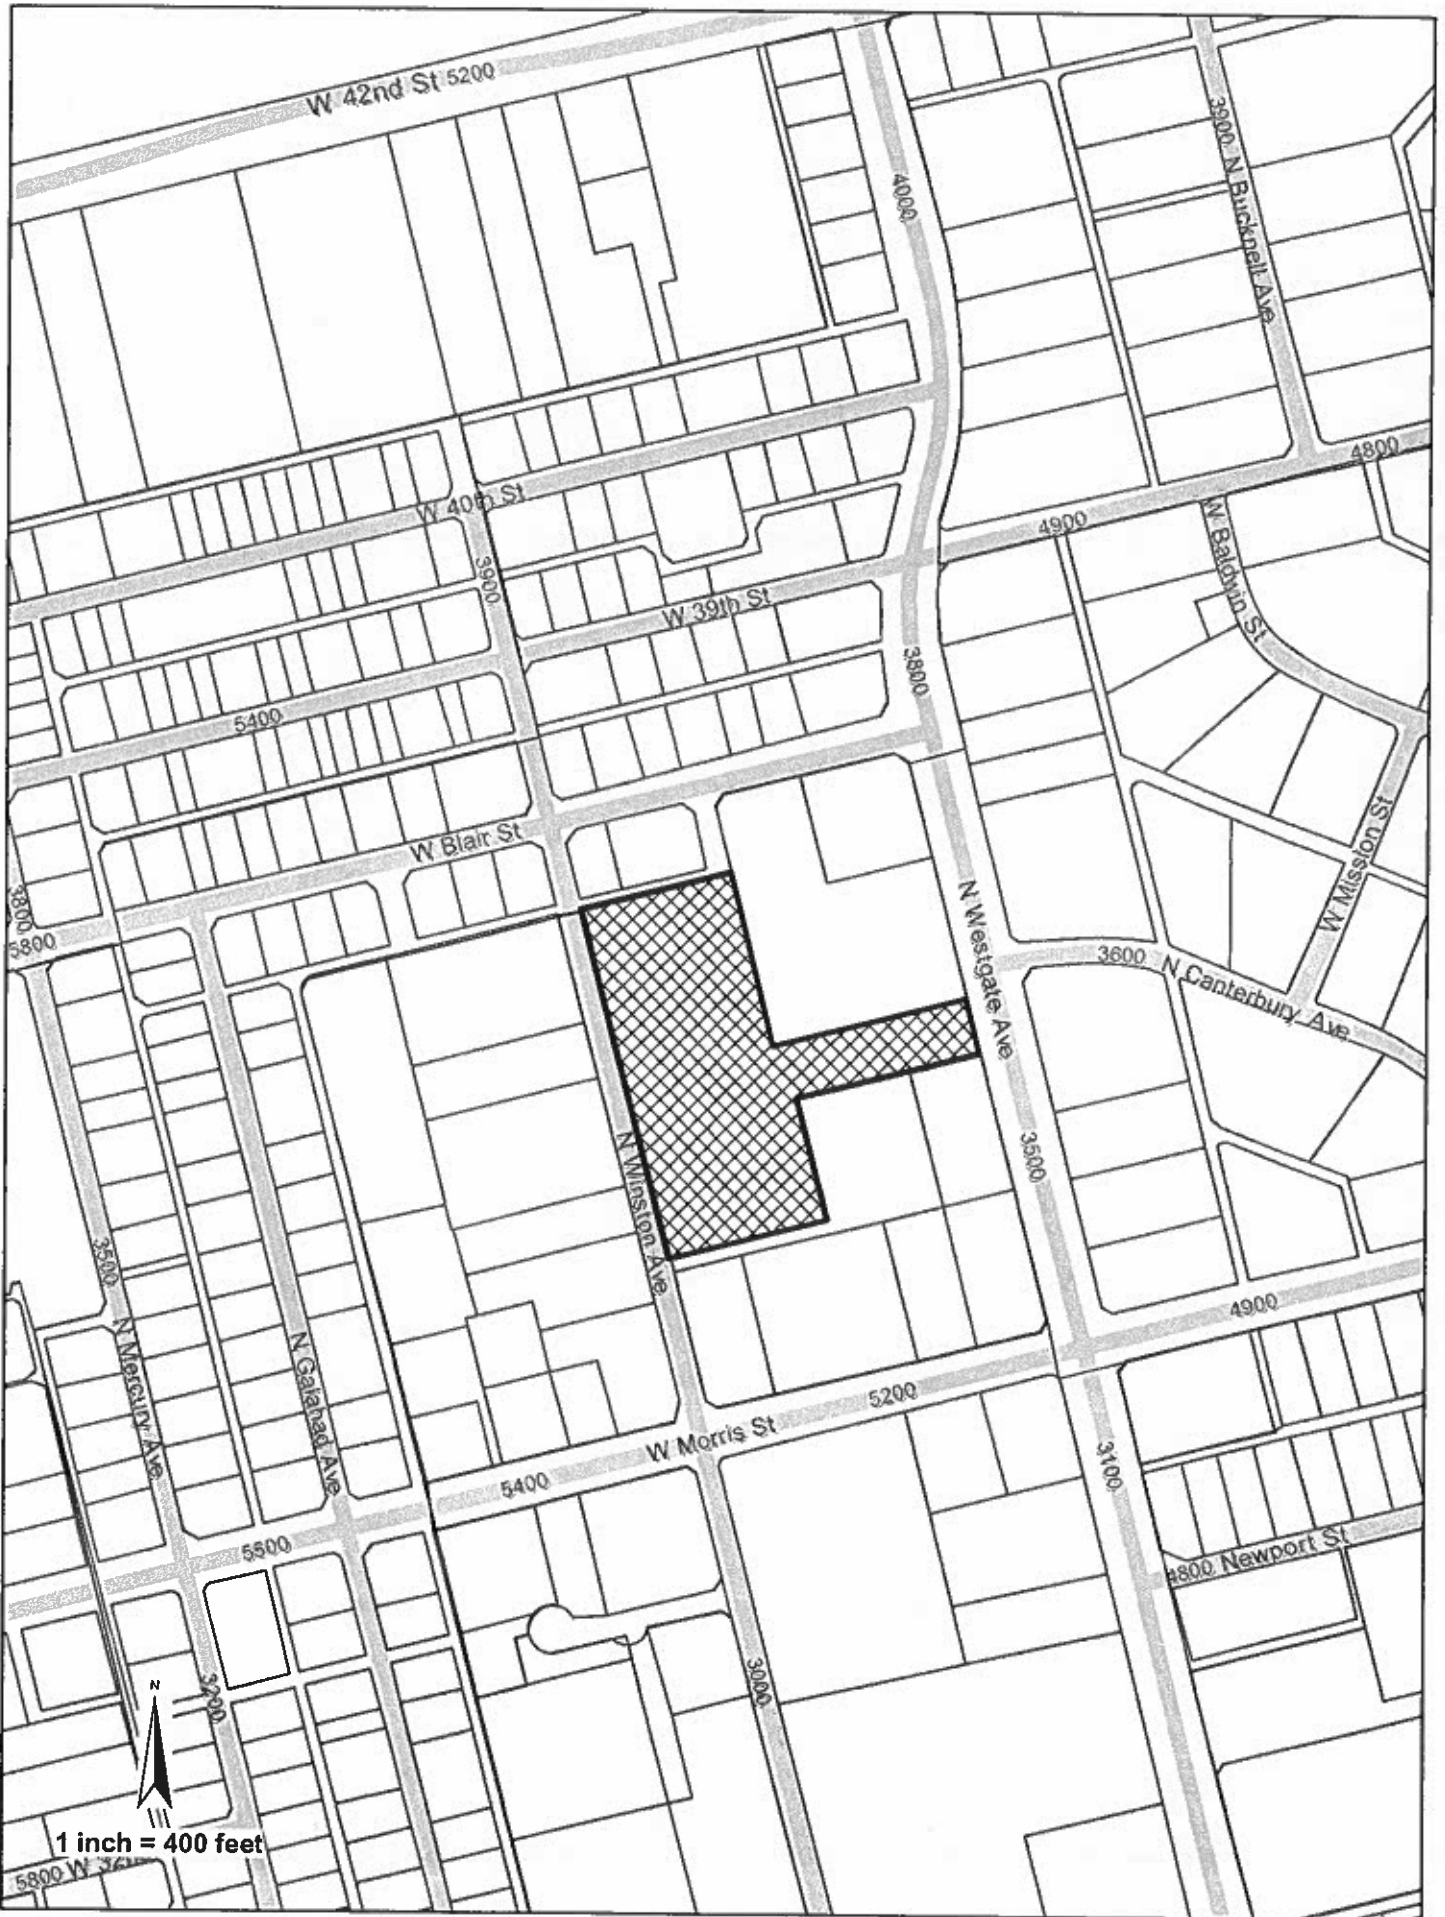 W 42nd St 5200
3900 N Bucknell Ave
4000
4800
W 40th St
4900
N Baldwin St
3900
W 39th St
3800
5400
W Blair St
W Mission St
3800
5800
N Westgate Ave
3600 N Canterbury Ave
N Winston Ave
3500
3500
4900
N Mercury Ave
N Galahad Ave
5200
W Morris St
5400
3100
5500
4800 Newport St
3200
3000
N
1 inch = 400 feet
5800 W